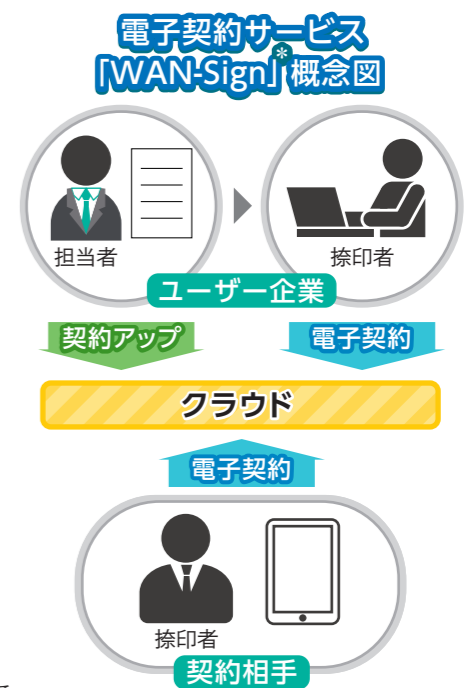 電子契約サービス
「WAN-Sign」*概念図
担当者
捺印者
ユーザー企業
契約アップ
電子契約
クラウド
電子契約
捺印者
契約相手